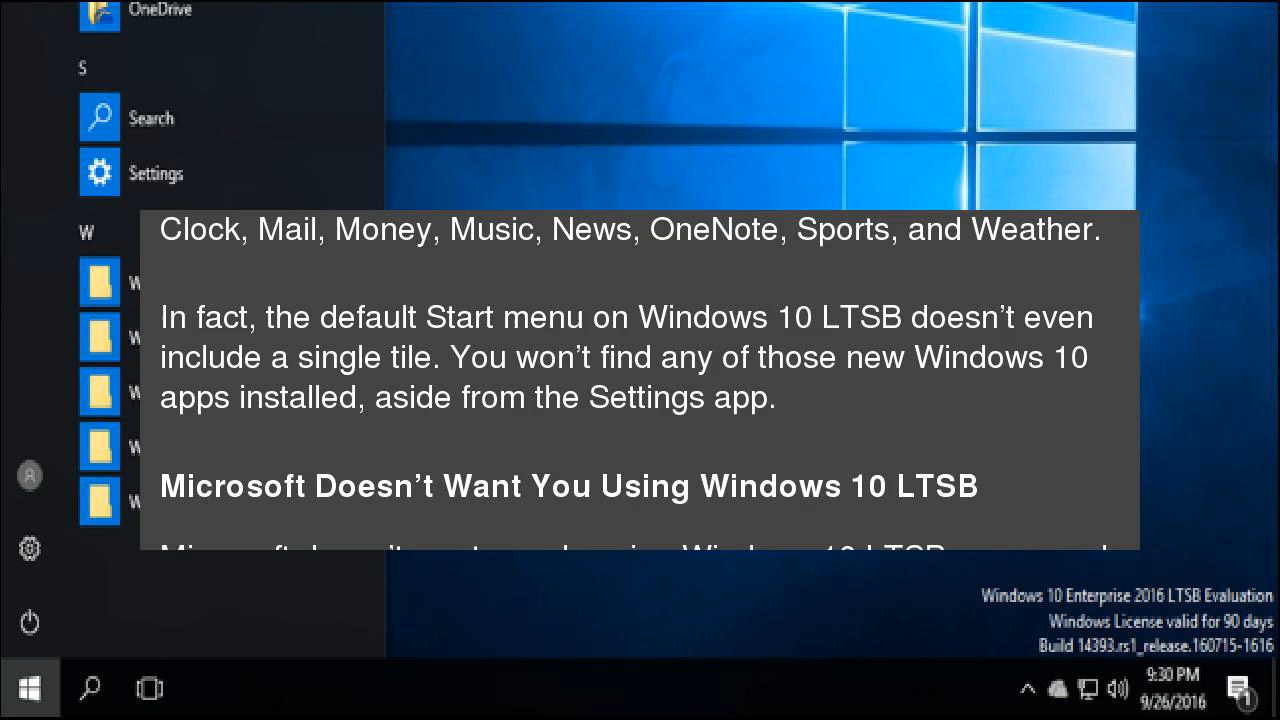 OneDrive
S
Search
Settings
W
W
W
W
W
W
Clock, Mail, Money, Music, News, OneNote, Sports, and Weather.
In fact, the default Start menu on Windows 10 LTSB doesn’t even
include a single tile. You won’t find any of those new Windows 10
apps installed, aside from the Settings app.
Microsoft Doesn’t Want You Using Windows 10 LTSB
Windows 10 Enterprise 2016 LTSB Evaluation
Windows License valid for 90 days
Build 14393.rs1_release.160715-1616
9:30 PM
9/26/2016
1